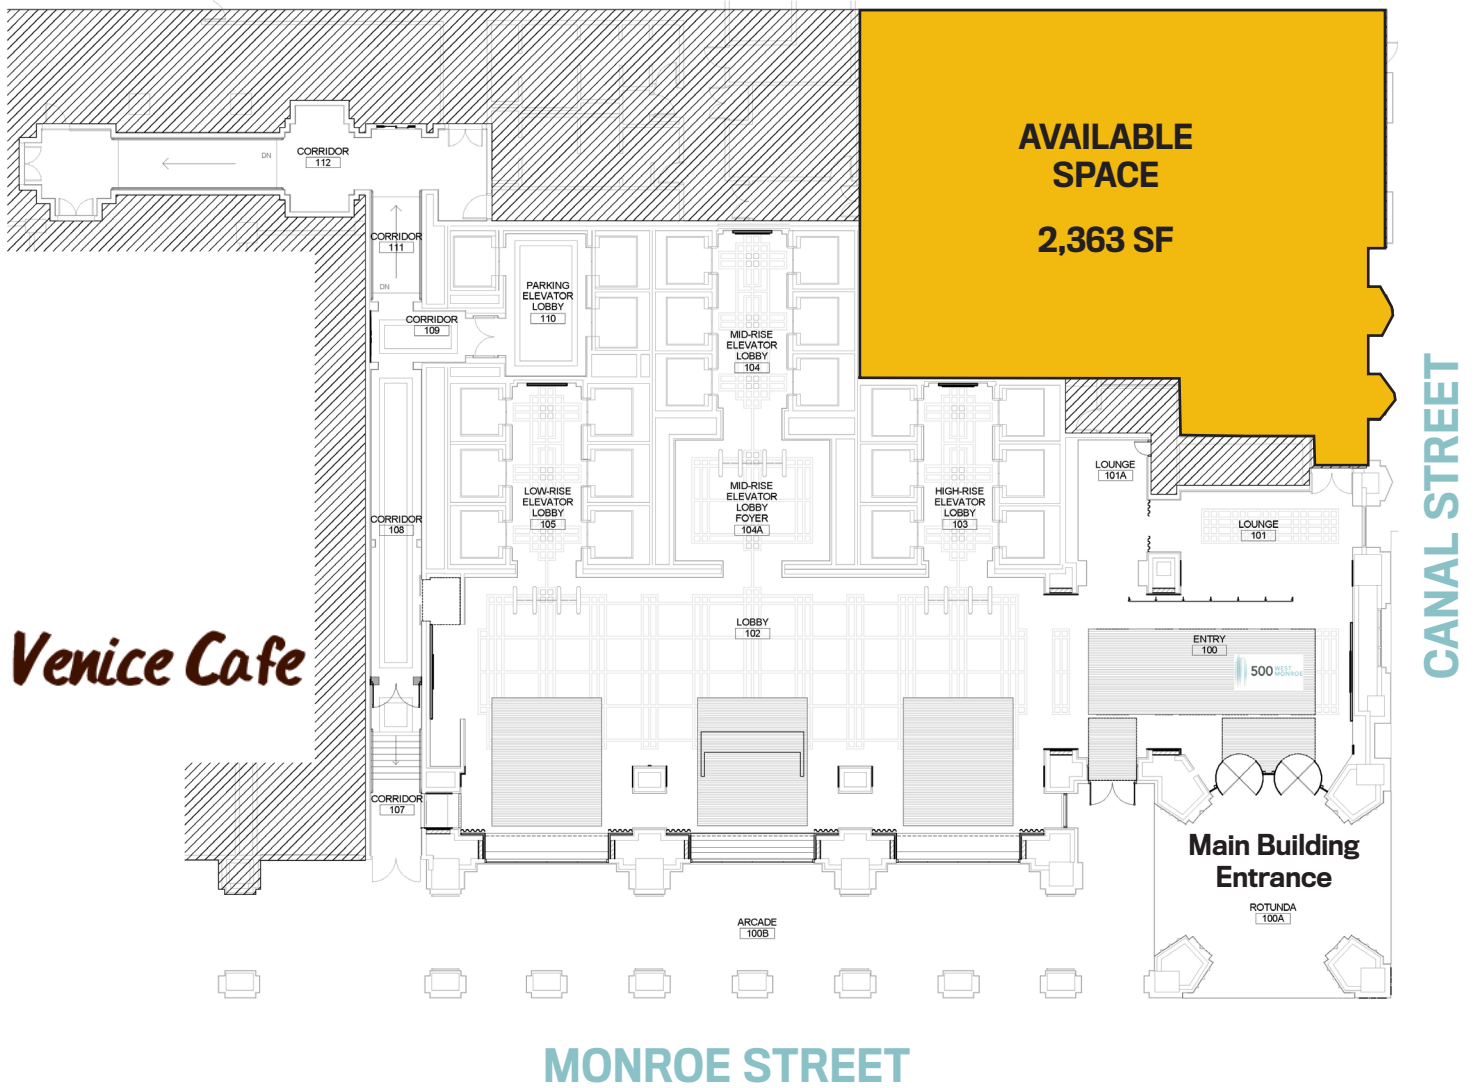 AVAILABLE
SPACE
2,363 SF
CORRIDOR
112
DN
CORRIDOR
111
DN
CORRIDOR
109
PARKING
ELEVATOR
LOBBY
110
MID-RISE
ELEVATOR
LOBBY
104
LOW-RISE
ELEVATOR
LOBBY
105
MID-RISE
ELEVATOR
LOBBY
FOYER
104A
HIGH-RISE
ELEVATOR
LOBBY
103
LOUNGE
101A
LOUNGE
101
CORRIDOR
108
LOBBY
102
ENTRY
100
500 WEST
MONROE
Venice Cafe
CORRIDOR
107
Main Building
Entrance
ROTUNDA
100A
ARCADE
100B
CANAL STREET
MONROE STREET